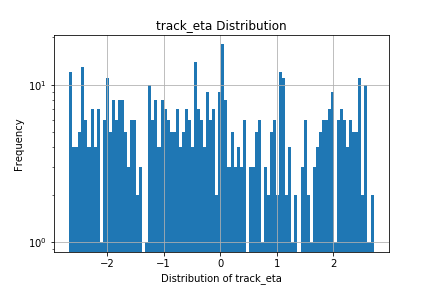 track_eta Distribution
Frequency
10¹
10⁰
−2
−1
0
1
2
Distribution of track_eta